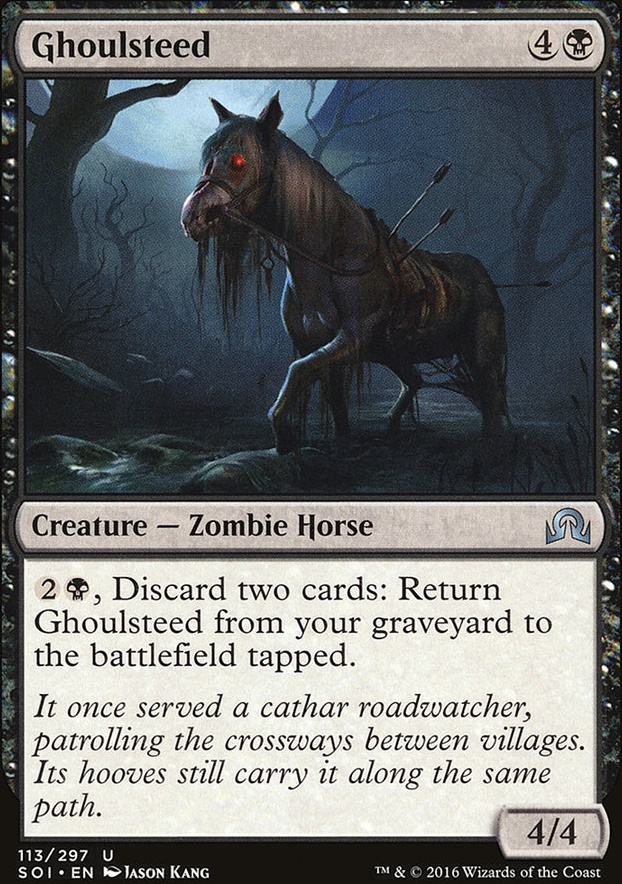 Ghoulsteed 4
Creature — Zombie Horse
2, Discard two cards: Return
Ghoulsteed from your graveyard to
the battlefield tapped.
It once served a cathar roadwatcher,
patrolling the crossways between villages.
Its hooves still carry it along the same
path.
4/4
113/297 U
SOI • EN Jason Kang
™ & © 2016 Wizards of the Coast